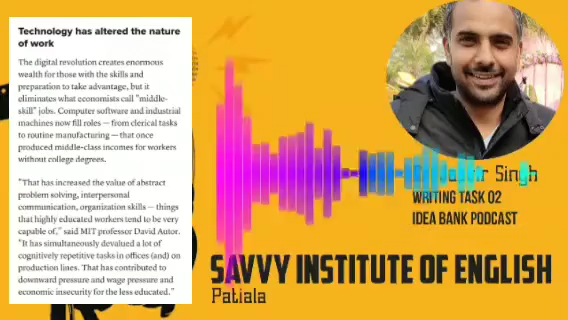 Technology has altered the nature
of work
The digital revolution creates enormous
wealth for those with the skills and
preparation to take advantage, but it
eliminates what economists call "middle-
skill" jobs. Computer software and industrial
machines now fill roles — from clerical tasks
to routine manufacturing — that once
produced middle-class incomes for workers
without college degrees.
"That has increased the value of abstract
problem solving, interpersonal
communication, organization skills — things
that highly educated workers tend to be very
capable of," said MIT professor David Autor.
"It has simultaneously devalued a lot of
cognitively repetitive tasks in offices (and) on
production lines. That has contributed to
downward pressure and wage pressure and
economic insecurity for the less educated."
Singh
WRITING TASK 02
IDEA BANK PODCAST
SAVVY INSTITUTE OF ENGLISH
Patiala